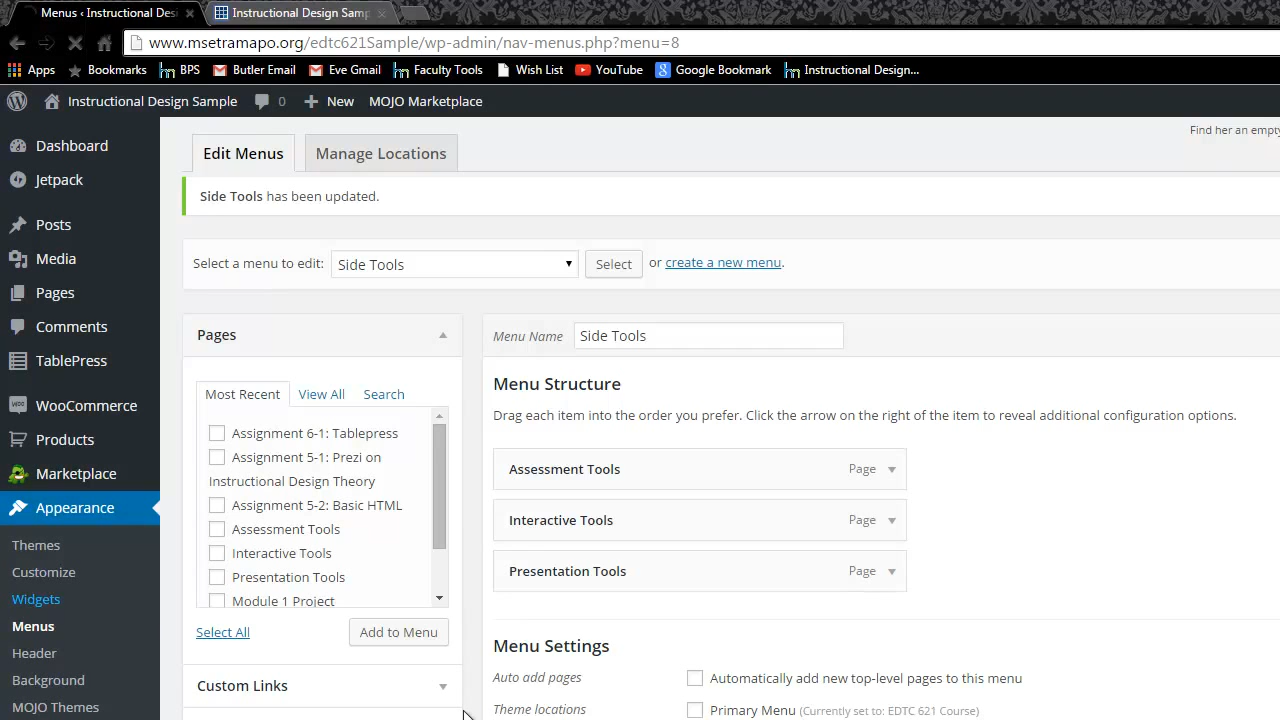 Menus ‹ Instructional Desi
Instructional Design Samp
www.msetramapo.org/edtc621Sample/wp-admin/nav-menus.php?menu=8
Apps Bookmarks BPS Butler Email Eve Gmail Faculty Tools Wish List YouTube Google Bookmark Instructional Design...
Instructional Design Sample 0 New MOJO Marketplace
Find her an empty
Dashboard
Jetpack
Posts
Media
Pages
Comments
TablePress
WooCommerce
Products
Marketplace
Appearance
Themes
Customize
Widgets
Menus
Header
Background
MOJO Themes
Edit Menus Manage Locations
Side Tools has been updated.
Select a menu to edit: Side Tools Select or create a new menu.
Pages
Most Recent View All Search
Assignment 6-1: Tablepress
Assignment 5-1: Prezi on
Instructional Design Theory
Assignment 5-2: Basic HTML
Assessment Tools
Interactive Tools
Presentation Tools
Module 1 Project
Select All Add to Menu
Custom Links
Menu Name Side Tools
Menu Structure
Drag each item into the order you prefer. Click the arrow on the right of the item to reveal additional configuration options.
Assessment Tools Page
Interactive Tools Page
Presentation Tools Page
Menu Settings
Auto add pages Automatically add new top-level pages to this menu
Theme locations Primary Menu (Currently set to: EDTC 621 Course)